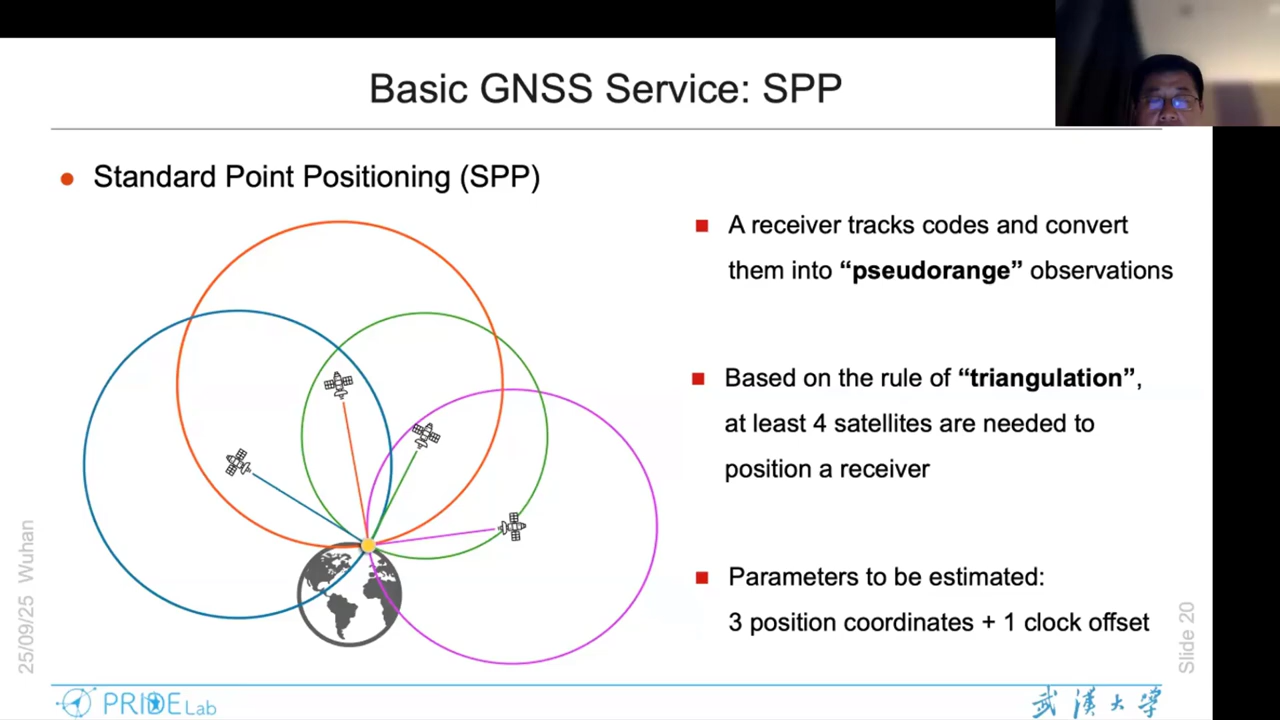 Basic GNSS Service: SPP
Standard Point Positioning (SPP)
A receiver tracks codes and convert
them into “pseudorange” observations
Based on the rule of “triangulation”,
at least 4 satellites are needed to
position a receiver
Parameters to be estimated:
3 position coordinates + 1 clock offset
25/09/25 Wuhan
Slide 20
PRIDE Lab
武漢大学